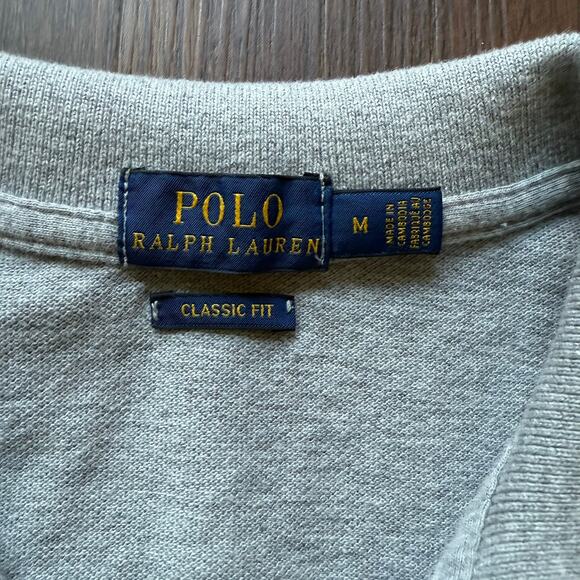 POLO
RALPH LAUREN
M
MADE IN
CAMBODIA
FABRIQUÉ AU
CAMBODGE
CLASSIC FIT